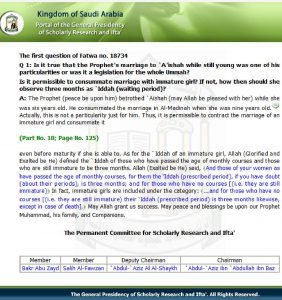 Kingdom of Saudi Arabia
Portal of the General Presidency
of Scholarly Research and Ifta'
The first question of Fatwa no. 18734
Q 1: Is it true that the Prophet's marriage to `A'ishah while still young was one of his
particularities or was it a legislation for the whole Ummah?
Is it permissible to consummate marriage with immature girl? If not, how then should she
observe three months as `Iddah (waiting period)?
A: The Prophet (peace be upon him) betrothed `Aishah (may Allah be pleased with her) while she
was six years old. He consummated the marriage in Al-Madinah when she was nine years old.
Actually, this is not a particularity just for him. Thus, it is permissible to contract the marriage of an
immature girl and consummate it
(Part No. 18; Page No. 125)
even before maturity if she is able to. As for the `Iddah of an immature girl, Allah (Glorified and
Exalted be He) defined the `Iddah of those who have passed the age of monthly courses and those
who are still immature to be three months. Allah (Exalted be He) said, (And those of your women as
have passed the age of monthly courses, for them the `Iddah (prescribed period), if you have doubt
(about their periods), is three months; and for those who have no courses [(i.e. they are still
immature]) In fact, immature girls are included under the category: (...and for those who have no
courses [(i.e. they are still immature) their `Iddah (prescribed period) is three months likewise,
except in case of death].) May Allah grant us success. May peace and blessings be upon our Prophet
Muhammad, his family, and Companions.
The Permanent Committee for Scholarly Research and Ifta'
Member Member Deputy Chairman Chairman
Bakr Abu Zayd Salih Al-Fawzan `Abdul-`Aziz Al Al-Shaykh `Abdul-`Aziz ibn `Abdullah ibn Baz
The General Presidency of Scholarly Research and Ifta'. All Rights Reserved.